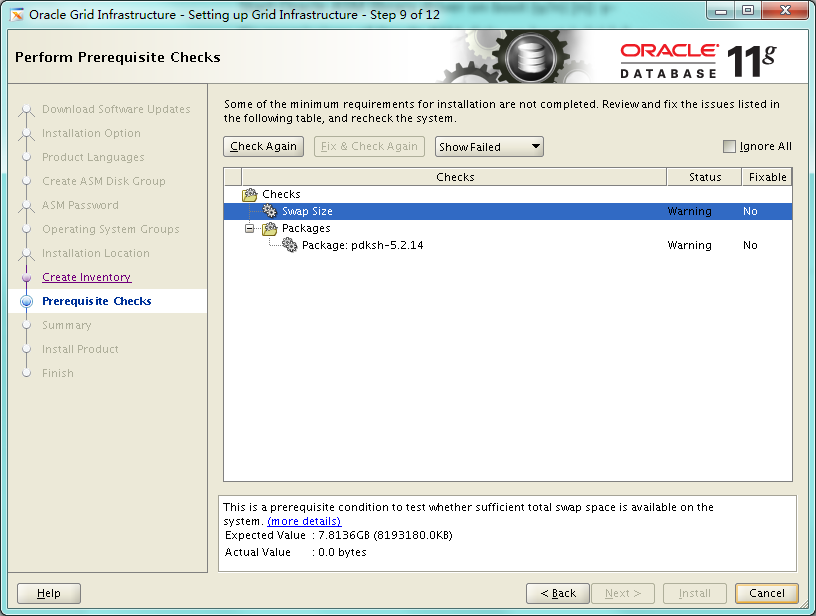 Oracle Grid Infrastructure - Setting up Grid Infrastructure - Step 9 of 12
Perform Prerequisite Checks
ORACLE
DATABASE
11g
Download Software Updates
Installation Option
Product Languages
Create ASM Disk Group
ASM Password
Operating System Groups
Installation Location
Create Inventory
Prerequisite Checks
Summary
Install Product
Finish
Some of the minimum requirements for installation are not completed. Review and fix the issues listed in
the following table, and recheck the system.
Check Again
Fix & Check Again
Show Failed
Ignore All
Checks Status Fixable
Checks
Swap Size Warning No
Packages
Package: pdksh-5.2.14 Warning No
This is a prerequisite condition to test whether sufficient total swap space is available on the
system. (more details)
Expected Value : 7.8136GB (8193180.0KB)
Actual Value : 0.0 bytes
Help
< Back
Next >
Install
Cancel